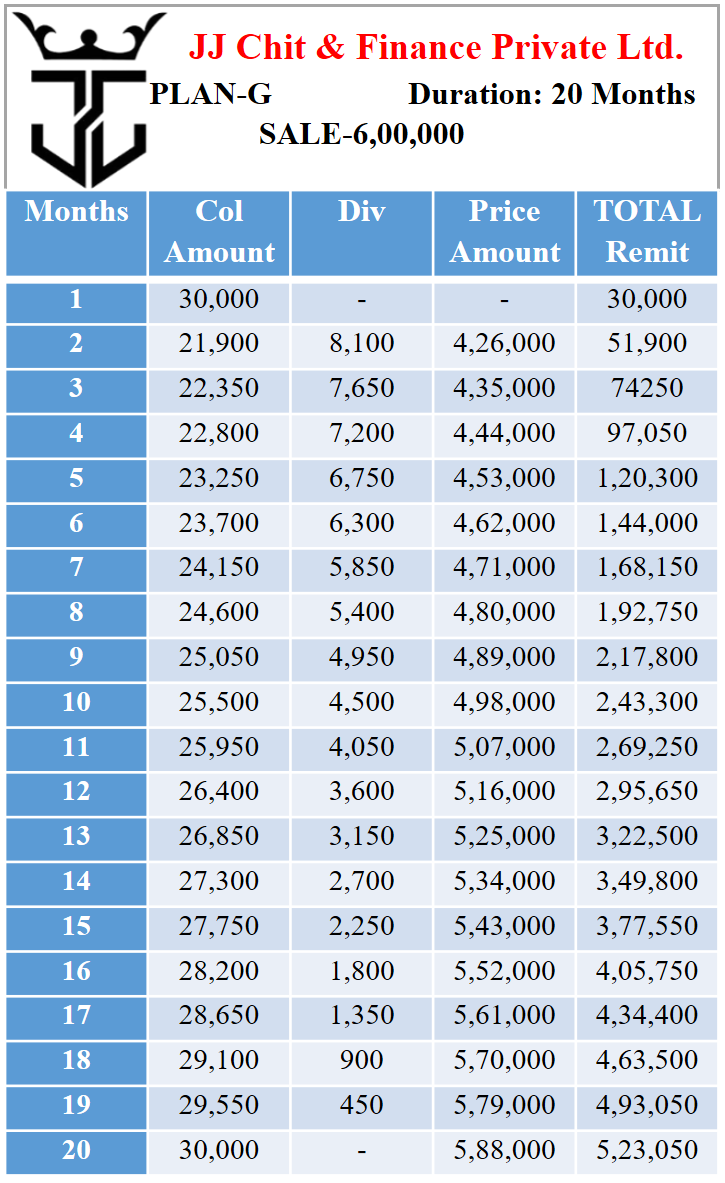 JJ Chit & Finance Private Ltd.
PLAN-G Duration: 20 Months
SALE-6,00,000
Months Col Amount Div Price Amount TOTAL Remit
1 30,000 - - 30,000
2 21,900 8,100 4,26,000 51,900
3 22,350 7,650 4,35,000 74250
4 22,800 7,200 4,44,000 97,050
5 23,250 6,750 4,53,000 1,20,300
6 23,700 6,300 4,62,000 1,44,000
7 24,150 5,850 4,71,000 1,68,150
8 24,600 5,400 4,80,000 1,92,750
9 25,050 4,950 4,89,000 2,17,800
10 25,500 4,500 4,98,000 2,43,300
11 25,950 4,050 5,07,000 2,69,250
12 26,400 3,600 5,16,000 2,95,650
13 26,850 3,150 5,25,000 3,22,500
14 27,300 2,700 5,34,000 3,49,800
15 27,750 2,250 5,43,000 3,77,550
16 28,200 1,800 5,52,000 4,05,750
17 28,650 1,350 5,61,000 4,34,400
18 29,100 900 5,70,000 4,63,500
19 29,550 450 5,79,000 4,93,050
20 30,000 - 5,88,000 5,23,050